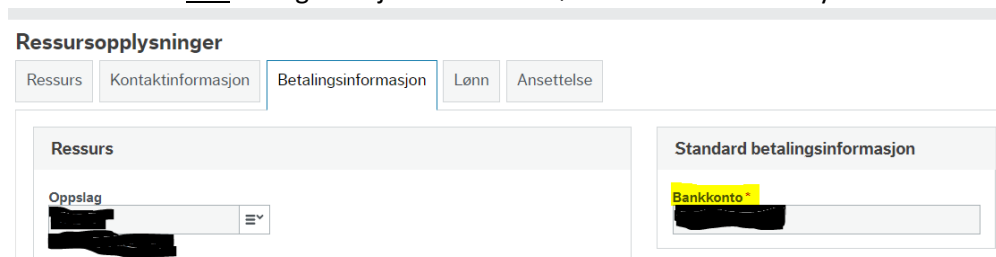 Ressursopplysninger
Ressurs Kontaktinformasjon Betalingsinformasjon Lønn Ansettelse
Ressurs
Standard betalingsinformasjon
Oppslag
Bankkonto *